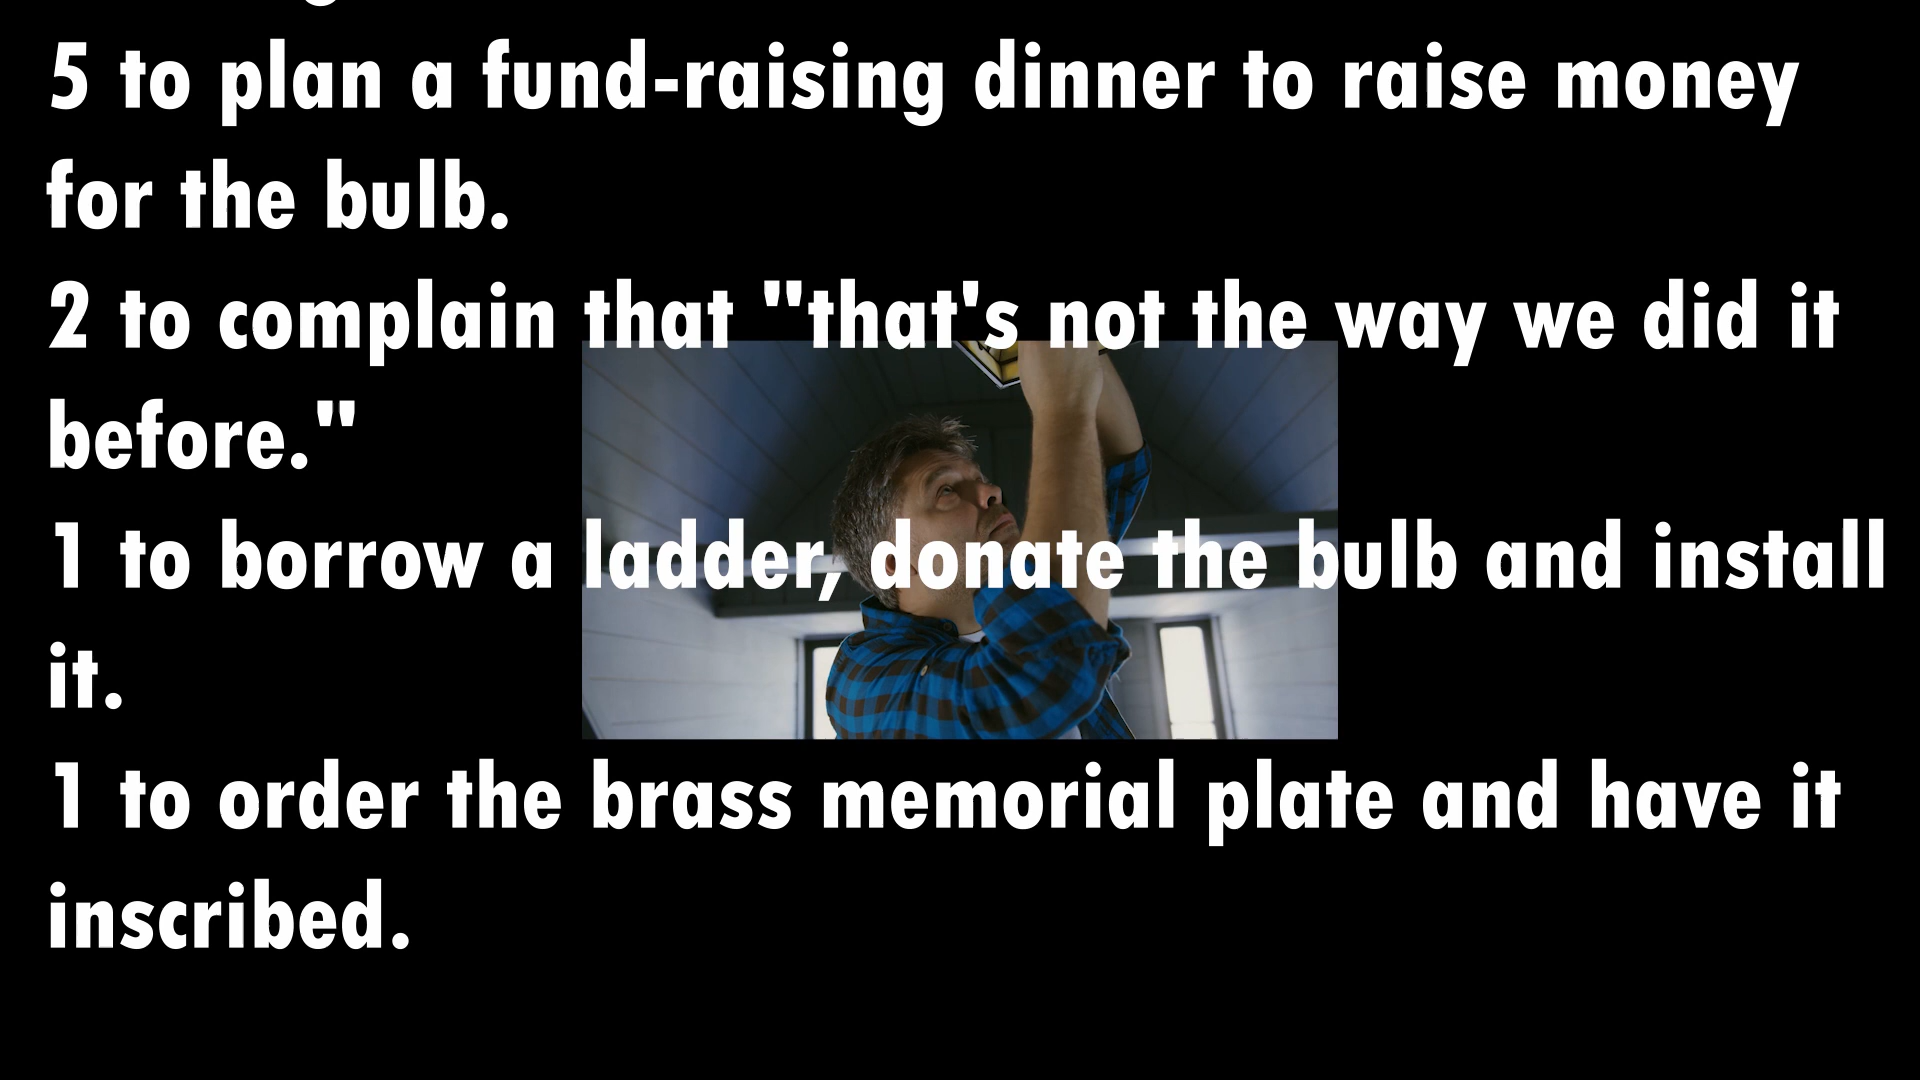 5 to plan a fund-raising dinner to raise money
for the bulb.
2 to complain that "that's not the way we did it
before."
1 to borrow a ladder, donate the bulb and install
it.
1 to order the brass memorial plate and have it
inscribed.